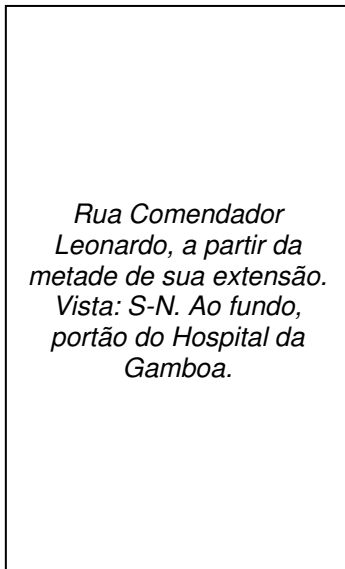 Rua Comendador
Leonardo, a partir da
metade de sua extensão.
Vista: S-N. Ao fundo,
portão do Hospital da
Gamboa.